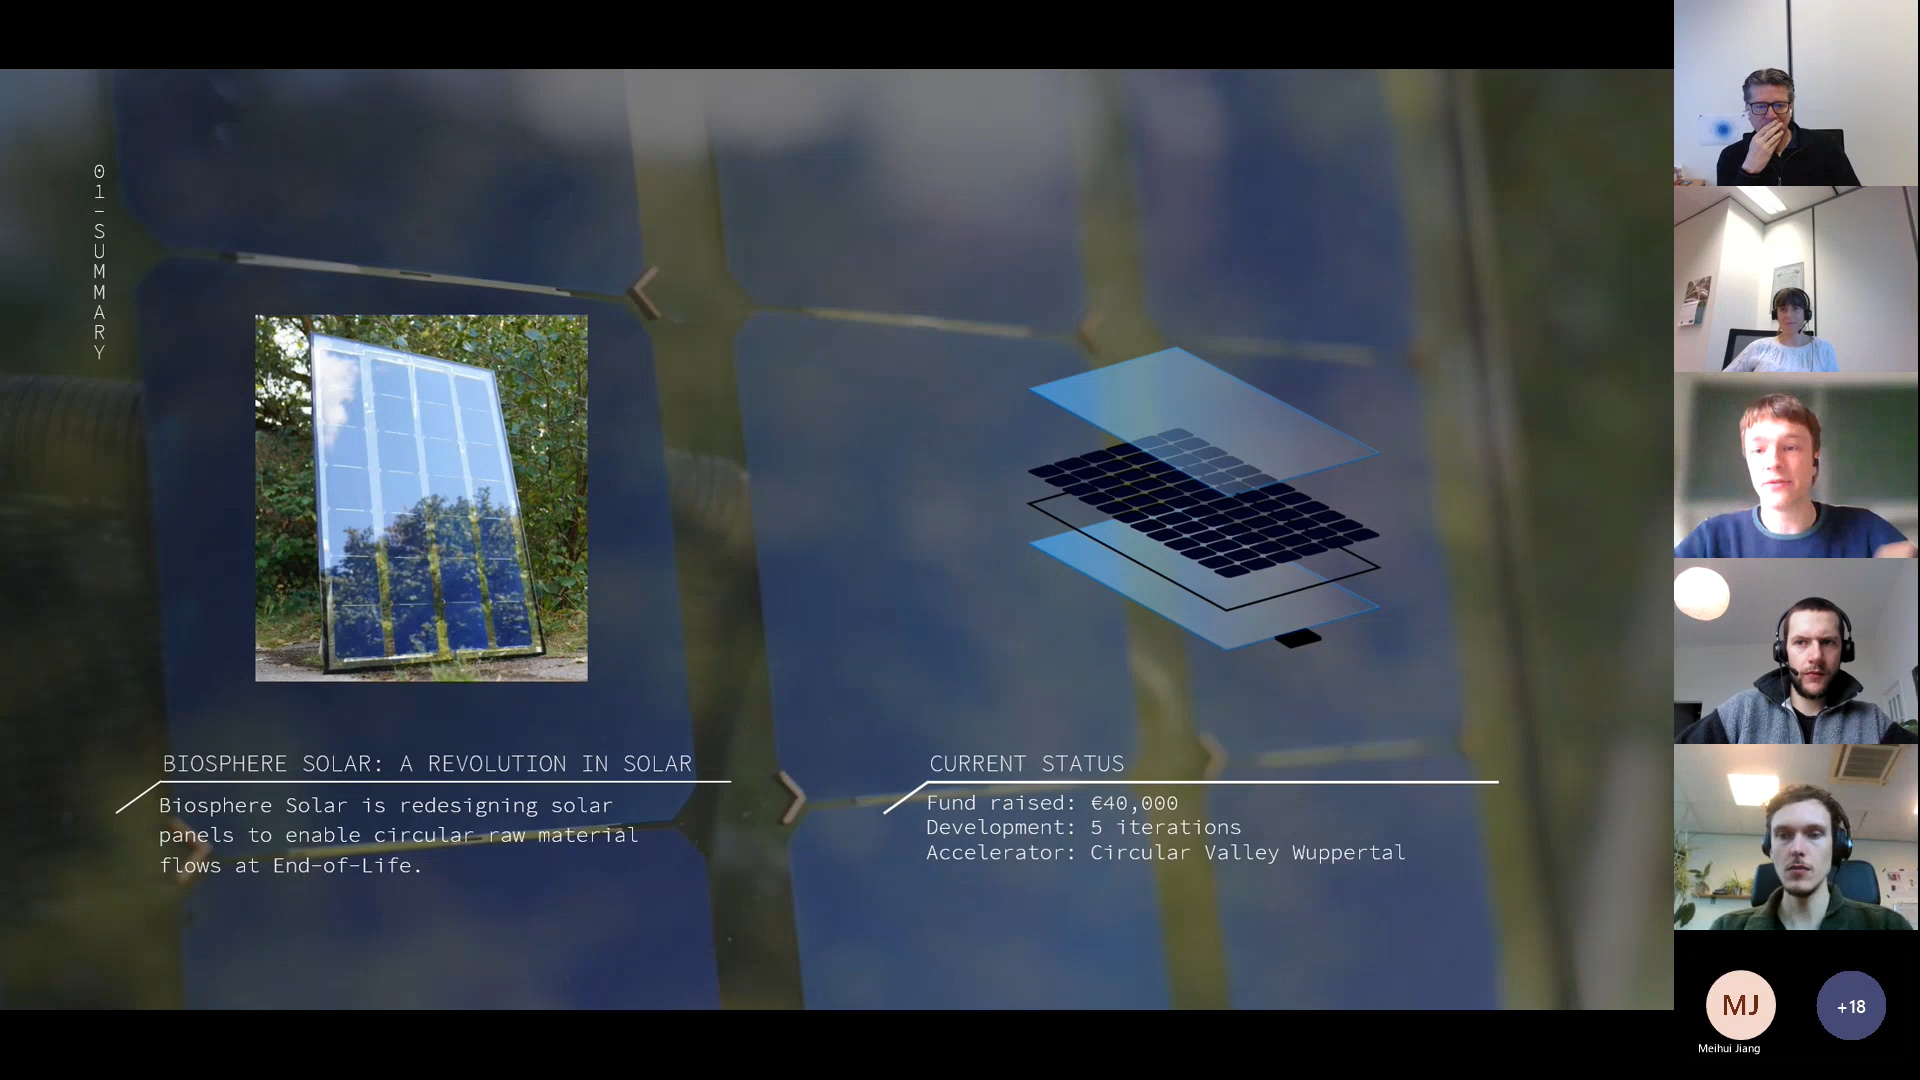 01-SUMMARY
BIOSPHERE SOLAR: A REVOLUTION IN SOLAR
Biosphere Solar is redesigning solar
panels to enable circular raw material
flows at End-of-Life.
CURRENT STATUS
Fund raised: €40,000
Development: 5 iterations
Accelerator: Circular Valley Wuppertal
MJ
+18
Meihui Jiang